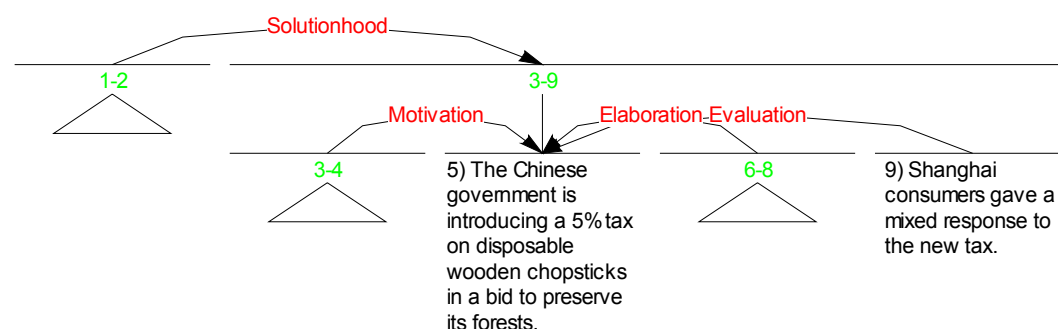 Solutionhood
1-2
3-9
Motivation
Elaboration Evaluation
3-4
5) The Chinese
government is
introducing a 5% tax
on disposable
wooden chopsticks
in a bid to preserve
its forests.
6-8
9) Shanghai
consumers gave a
mixed response to
the new tax.